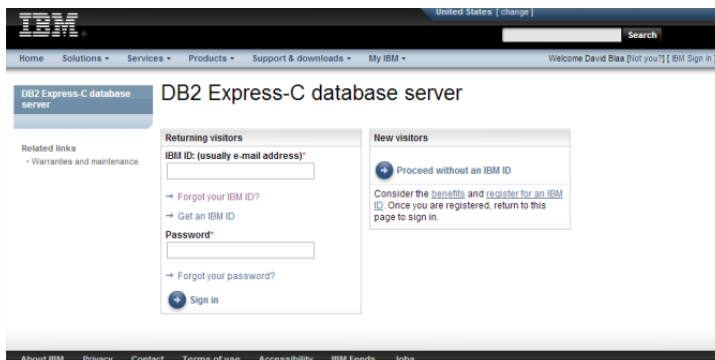 United States [ change ]
IBM®
Search
Home Solutions Services Products Support & downloads My IBM Welcome David Blaa [Not you?] [ IBM Sign in ]
DB2 Express-C database
server
DB2 Express-C database server
Related links
· Warranties and maintenance
Returning visitors
IBM ID: (usually e-mail address)*
→ Forgot your IBM ID?
→ Get an IBM ID
Password*
→ Forgot your password?
Sign in
New visitors
Proceed without an IBM ID
Consider the benefits and register for an IBM
ID. Once you are registered, return to this
page to sign in.
About IBM Privacy Contact Terms of use Accessibility IBM Feeds Jobs